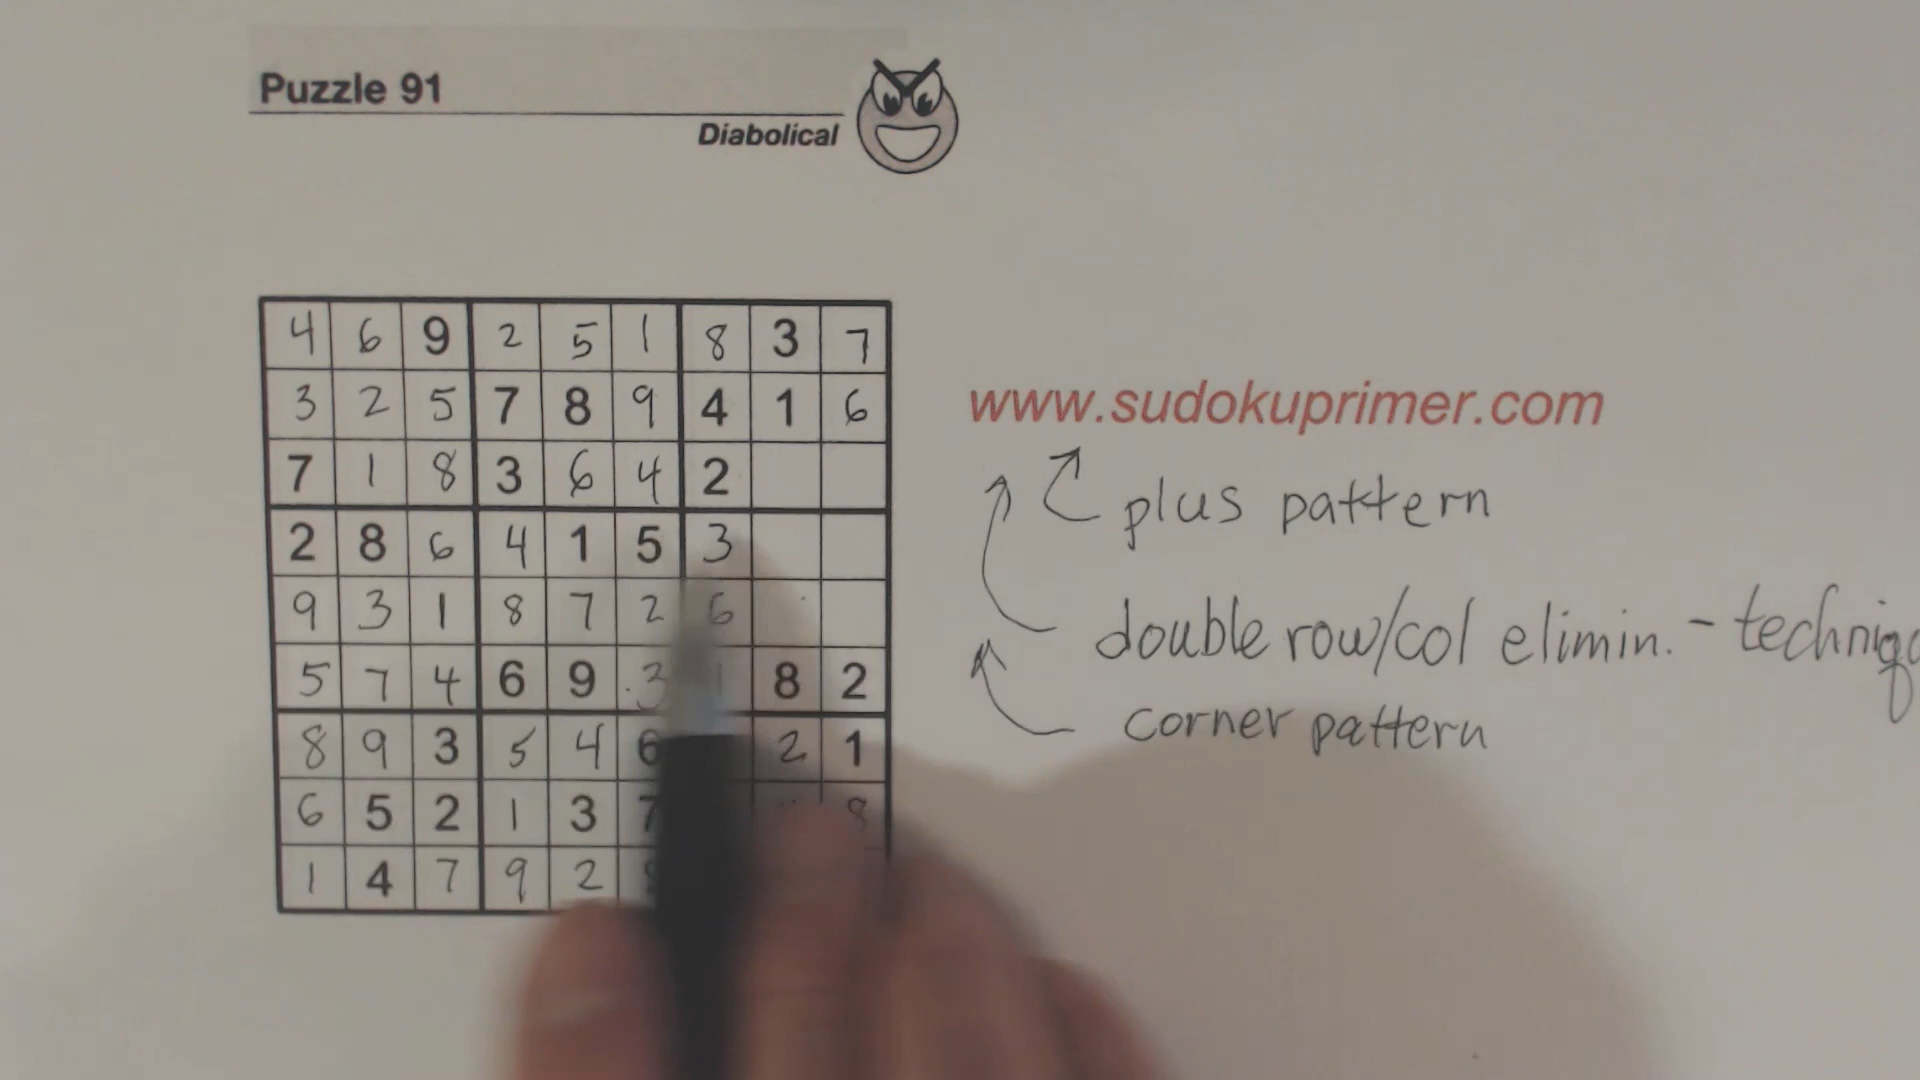 Puzzle 91
Diabolical
4 6 9 2 5 1 8 3 7
3 2 5 7 8 9 4 1 6
7 1 8 3 6 4 2
2 8 6 4 1 5 3
9 3 1 8 7 2 6
5 7 4 6 9 3 1 8 2
8 9 3 5 4 6 2 1
6 5 2 1 3 7 8
1 4 7 9 2
www.sudokuprimer.com
plus pattern
double row/col elimin. -
corner pattern